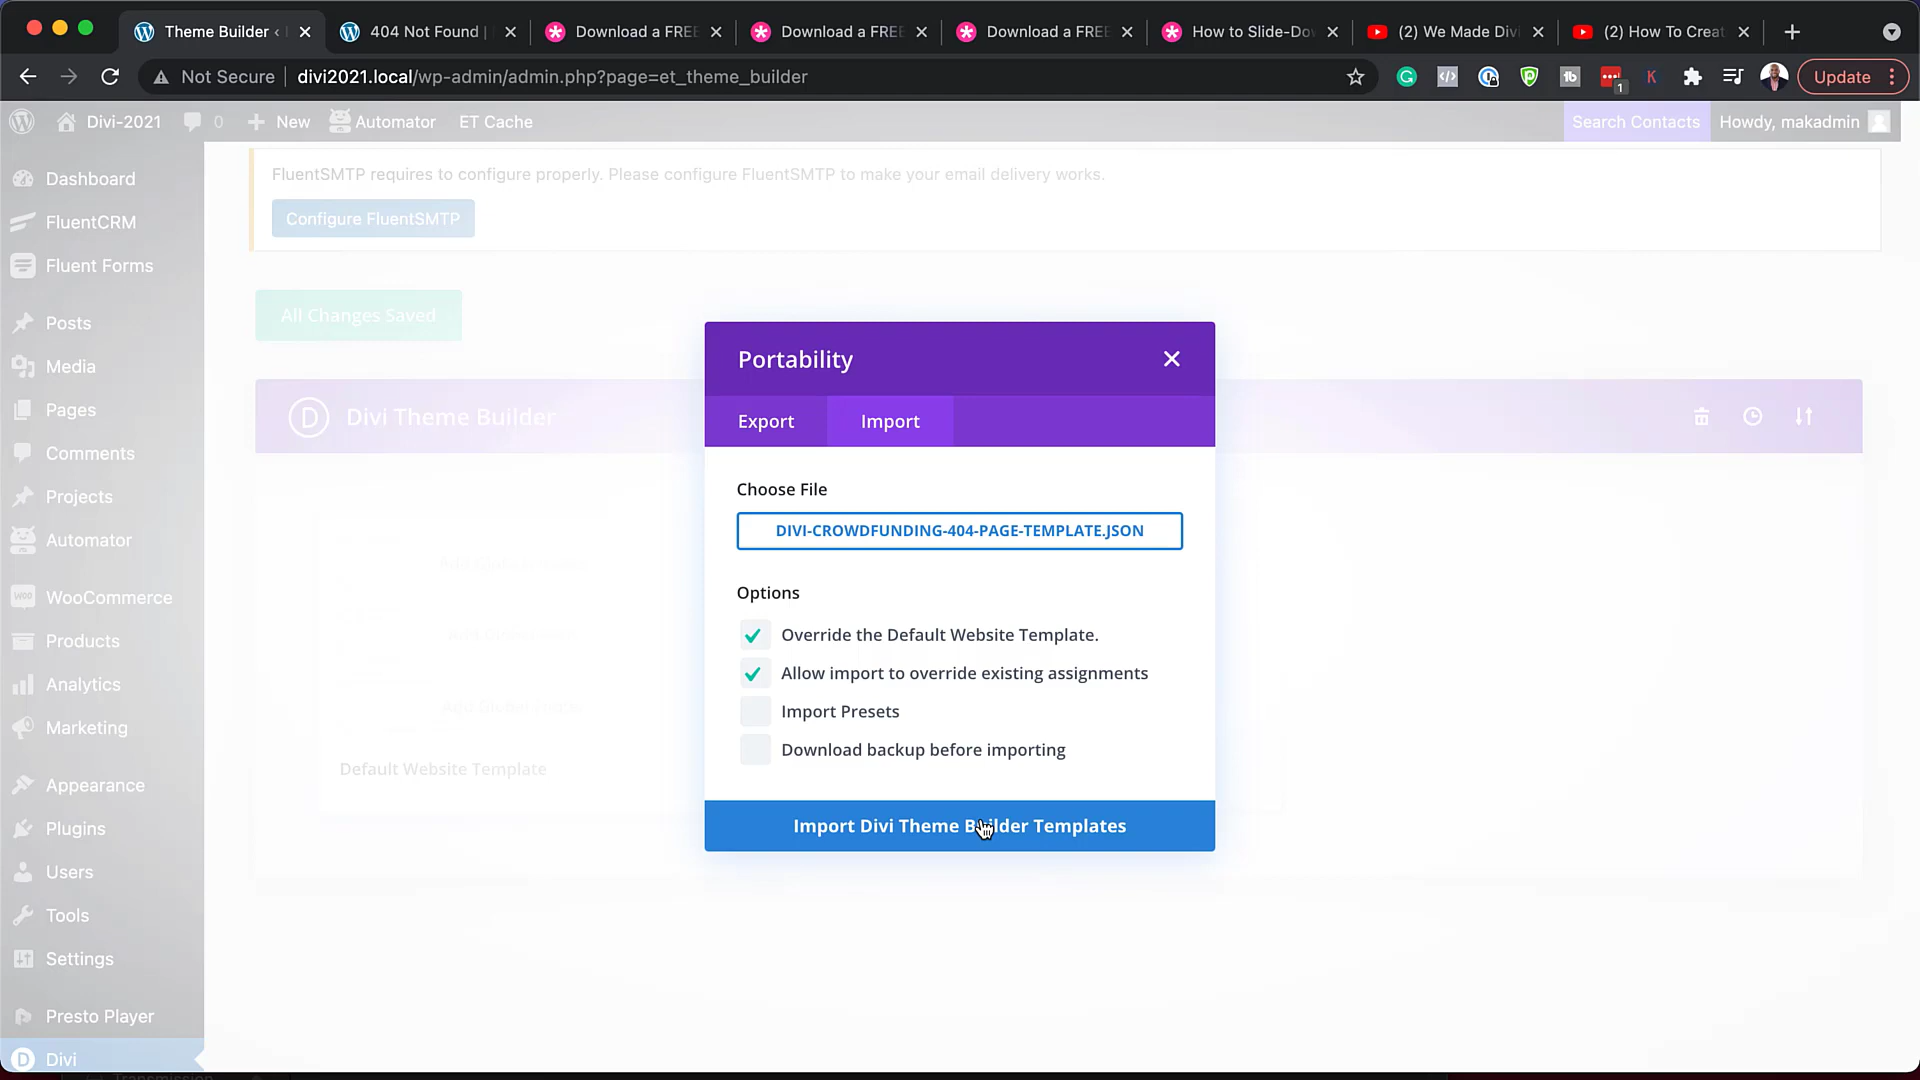 Theme Builder ‹
404 Not Found |
Download a FREE
Download a FREE
Download a FREE
How to Slide-Do
(2) We Made Divi
(2) How To Creat
Not Secure | divi2021.local/wp-admin/admin.php?page=et_theme_builder
1
Update
Divi-2021
0
New
Automator
ET Cache
Search Contacts
Howdy, makadmin
Dashboard
FluentCRM
Fluent Forms
Posts
Media
Pages
Comments
Projects
Automator
WooCommerce
Products
Analytics
Marketing
Appearance
Plugins
Users
Tools
Settings
Presto Player
Divi
FluentSMTP requires to configure properly. Please configure FluentSMTP to make your email delivery works.
Configure FluentSMTP
All Changes Saved
D Divi Theme Builder
Default Website Template
Portability
Export
Import
Choose File
DIVI-CROWDFUNDING-404-PAGE-TEMPLATE.JSON
Options
Override the Default Website Template.
Allow import to override existing assignments
Import Presets
Download backup before importing
Import Divi Theme Builder Templates